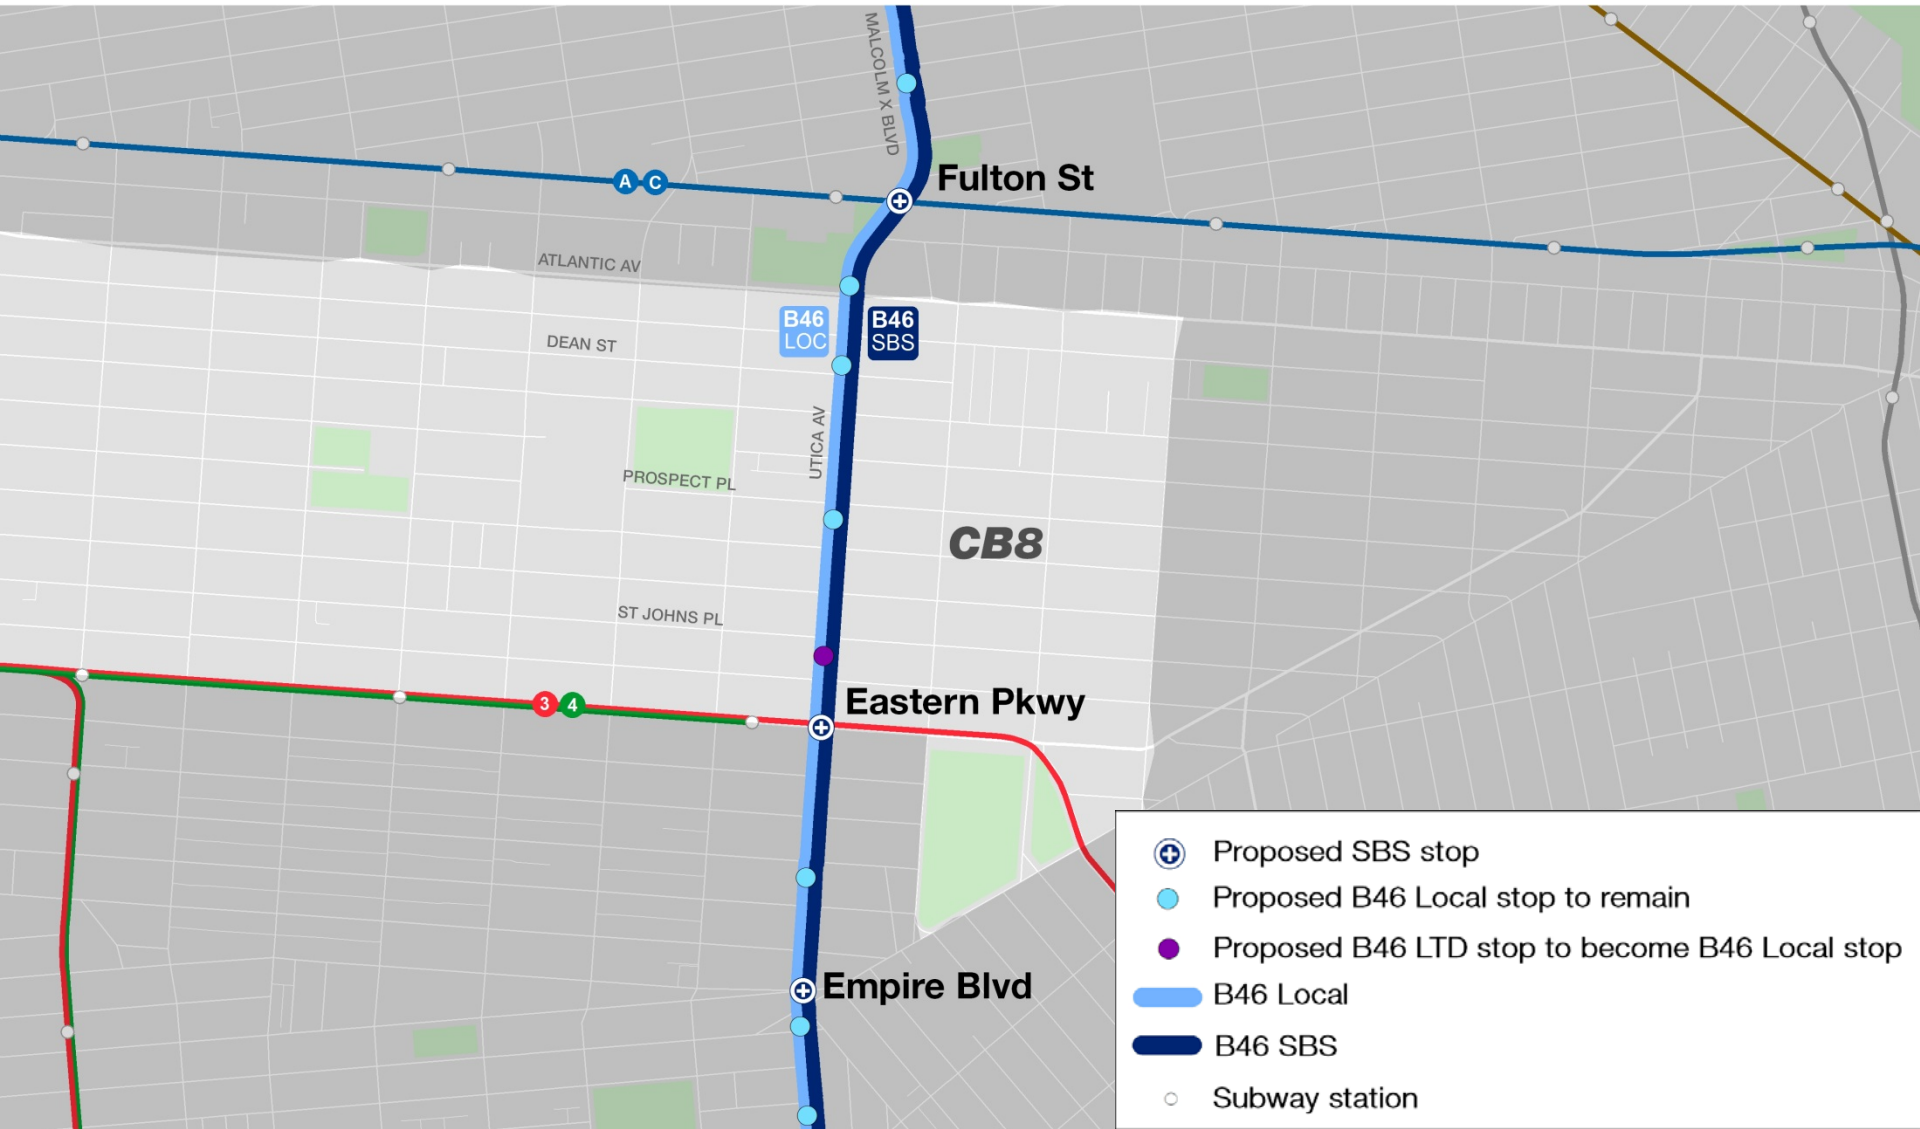 MALCOLM X BLVD
Fulton St
A C
ATLANTIC AV
B46
LOC
B46
SBS
DEAN ST
UTICA AV
PROSPECT PL
CB8
ST JOHNS PL
Eastern Pkwy
3 4
Empire Blvd
Proposed SBS stop
Proposed B46 Local stop to remain
Proposed B46 LTD stop to become B46 Local stop
B46 Local
B46 SBS
Subway station